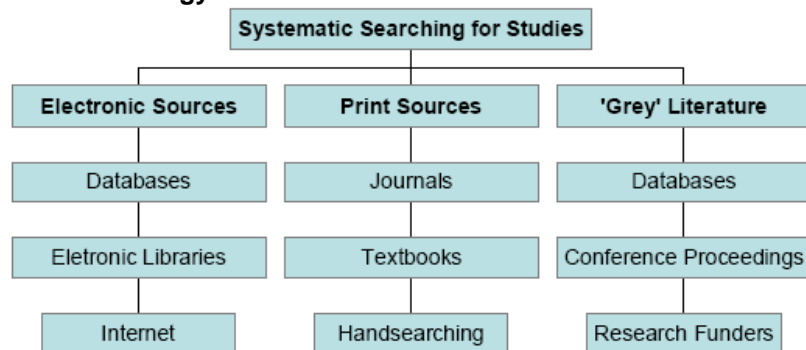 Systematic Searching for Studies
Electronic Sources
Print Sources
'Grey' Literature
Databases
Journals
Databases
Eletronic Libraries
Textbooks
Conference Proceedings
Internet
Handsearching
Research Funders